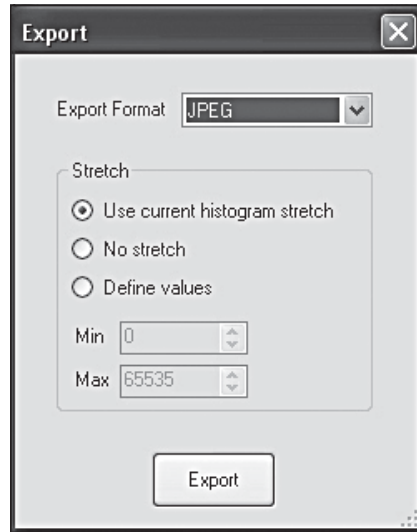 Export
Export Format JPEG
Stretch
Use current histogram stretch
No stretch
Define values
Min 0
Max 65535
Export